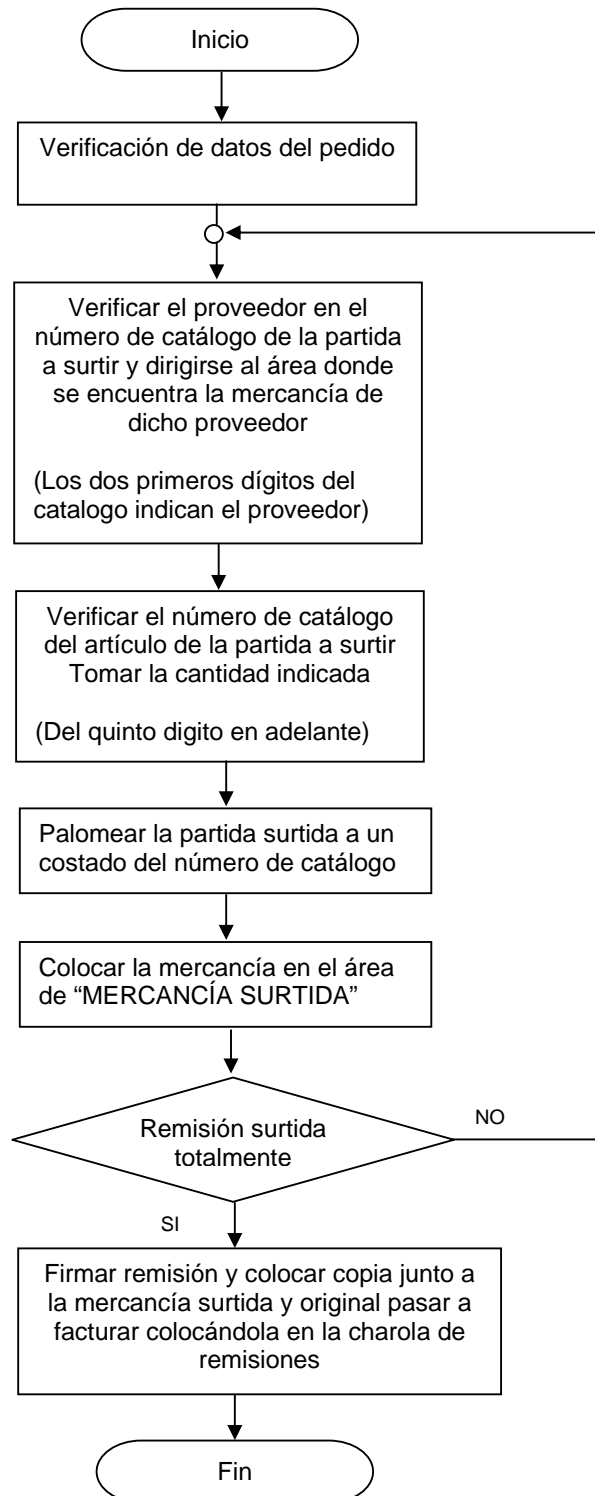 Inicio
Verificación de datos del pedido
Verificar el proveedor en el
número de catálogo de la partida
a surtir y dirigirse al área donde
se encuentra la mercancía de
dicho proveedor
(Los dos primeros dígitos del
catalogo indican el proveedor)
Verificar el número de catálogo
del artículo de la partida a surtir
Tomar la cantidad indicada
(Del quinto digito en adelante)
Palomear la partida surtida a un
costado del número de catálogo
Colocar la mercancía en el área
de “MERCANCÍA SURTIDA”
Remisión surtida
totalmente
NO
SI
Firmar remisión y colocar copia junto a
la mercancía surtida y original pasar a
facturar colocándola en la charola de
remisiones
Fin